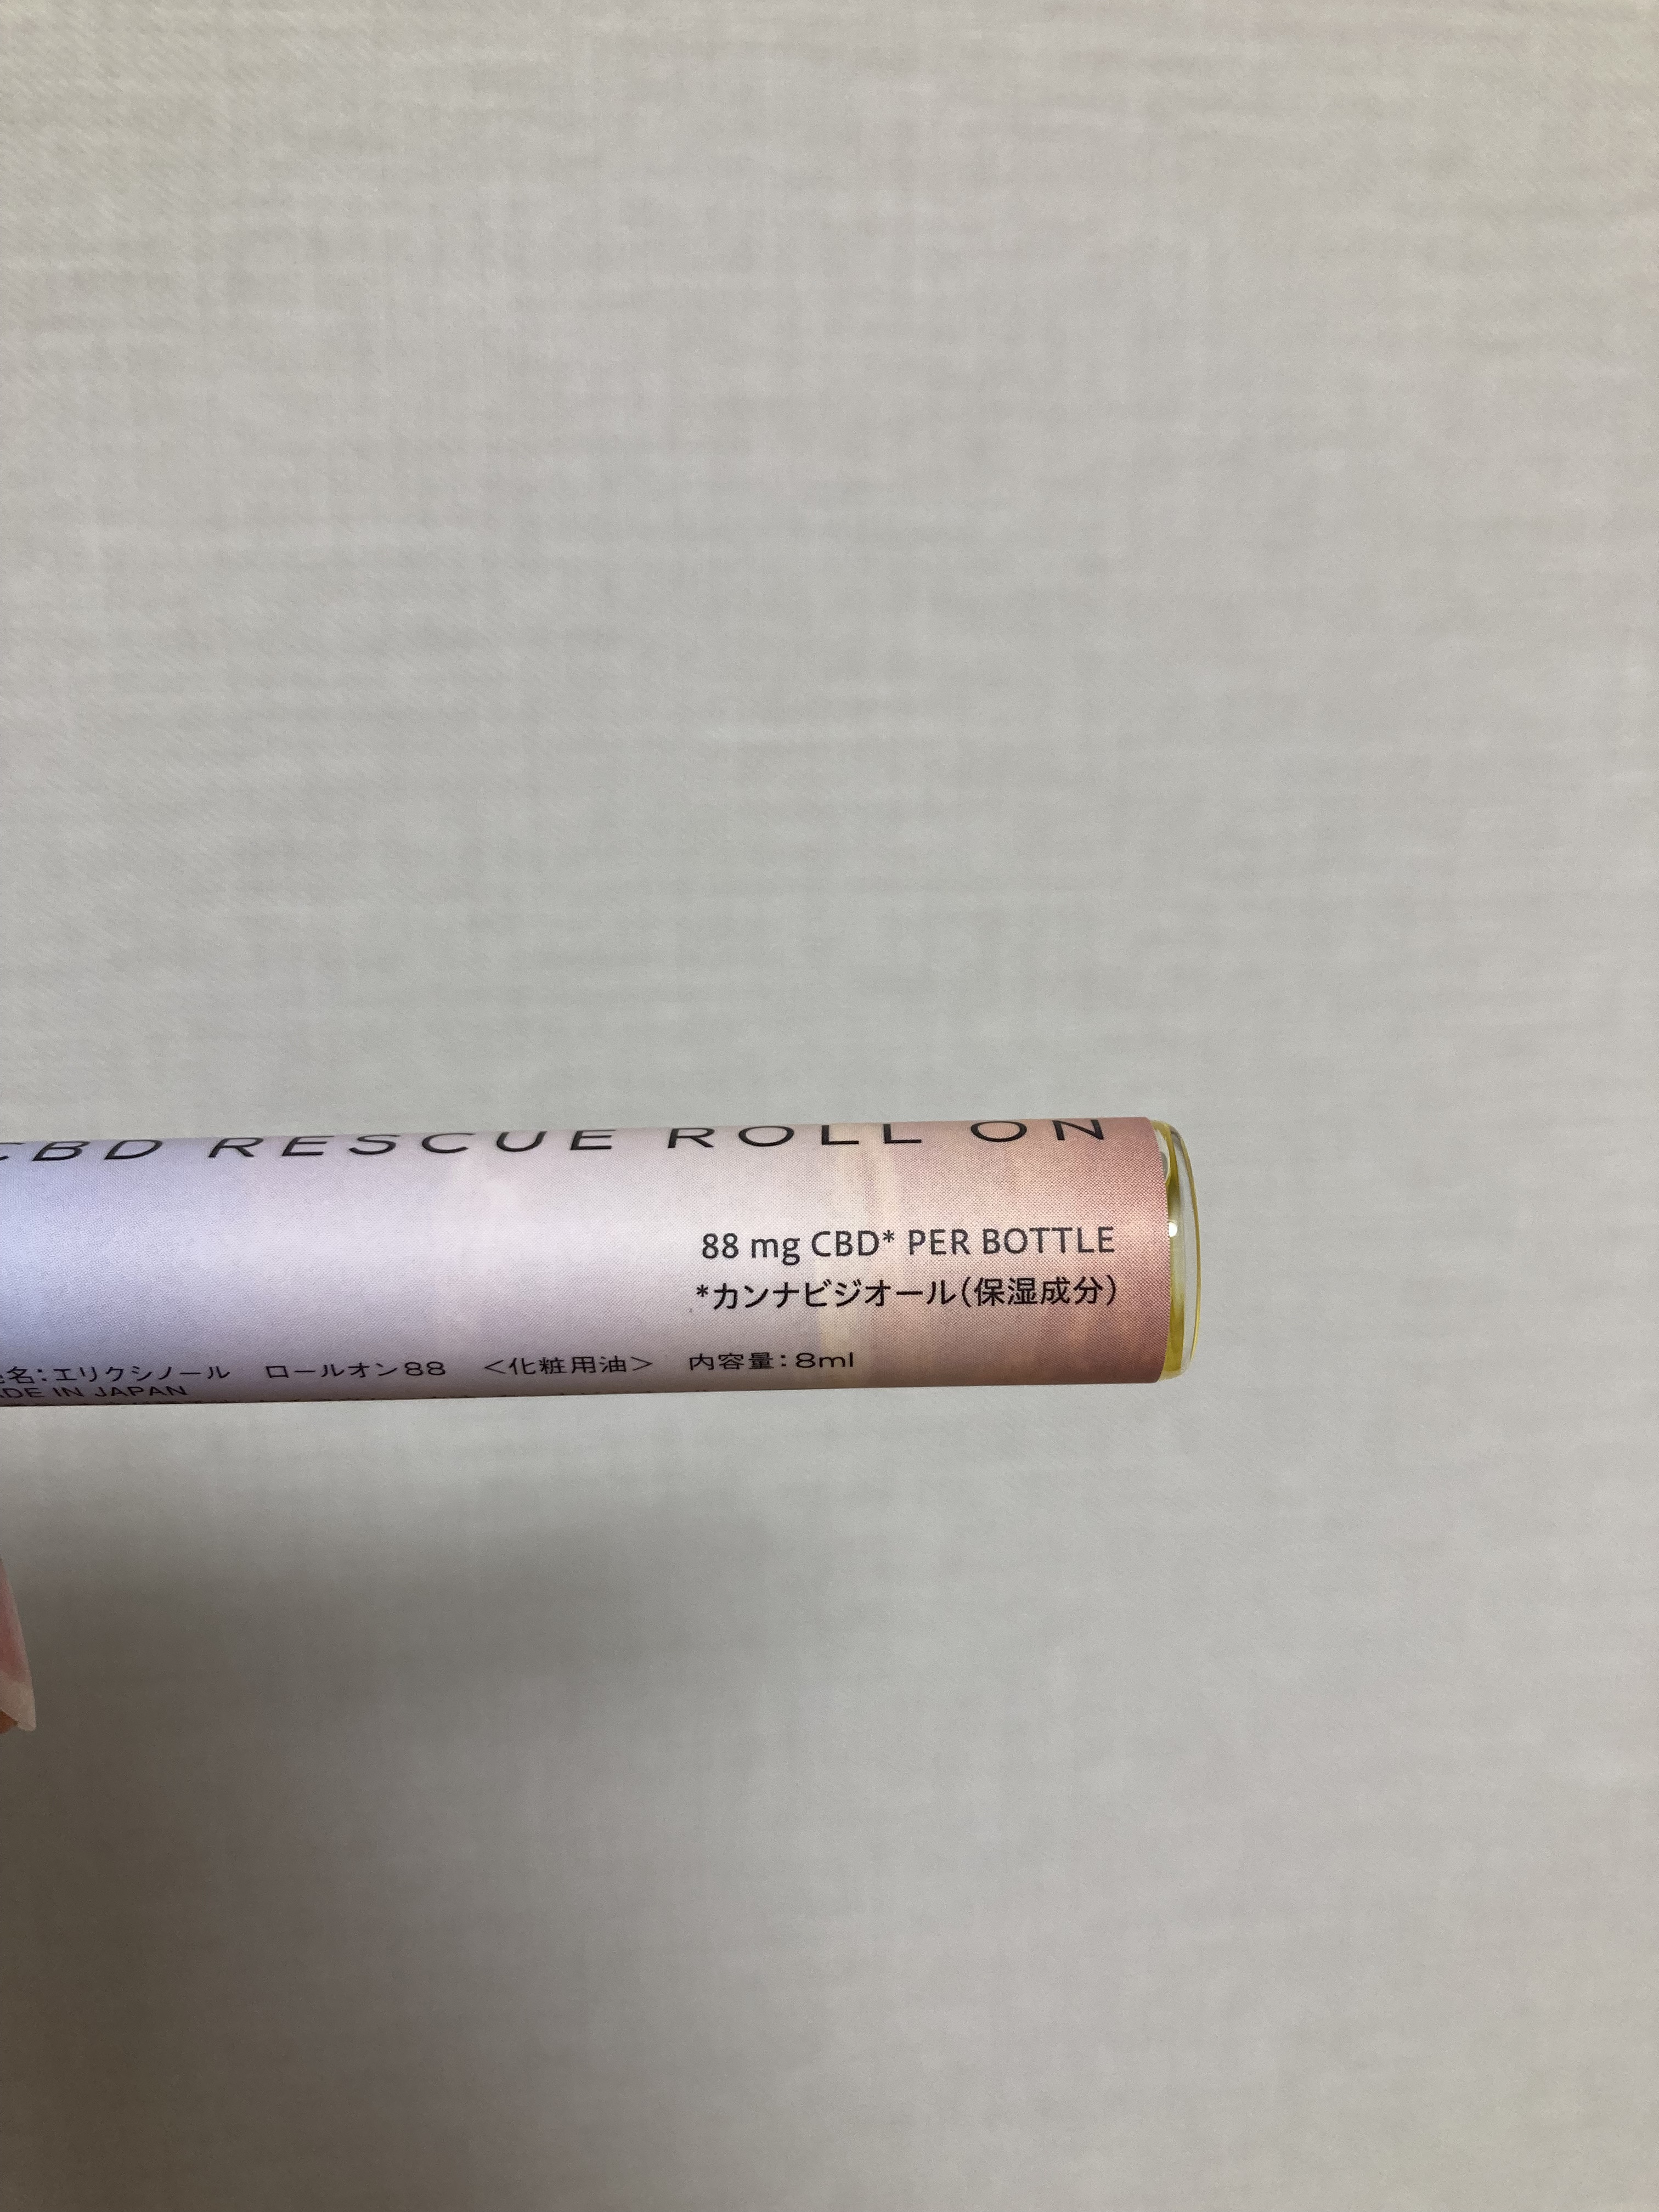 CBD RESCUE ROLL ON
88 mg CBD* PER BOTTLE
*カンナビジオール(保湿成分)
名:エリクシノール ロールオン88 <化粧用油> 内容量:8ml
DE IN JAPAN